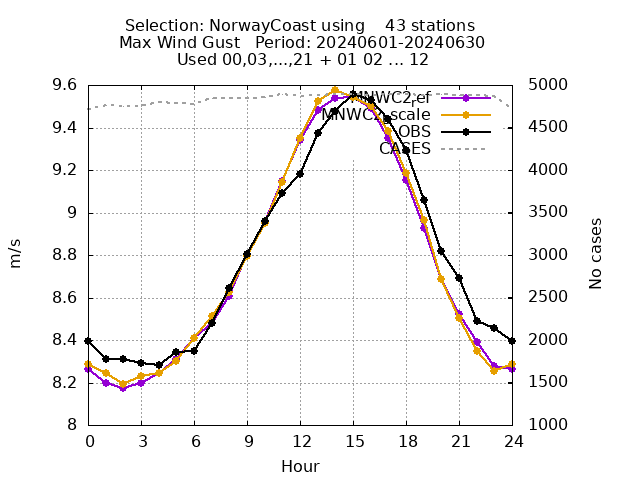 Selection: NorwayCoast using    43 stations
Max Wind Gust   Period: 20240601-20240630
Used 00,03,...,21 + 01 02 ... 12
9.6
9.4
9.2
9
8.8
8.6
8.4
8.2
8
m/s
5000
4500
4000
3500
3000
2500
2000
1500
1000
No cases
OBS
CASES
0 3 6 9 12 15 18 21 24
Hour